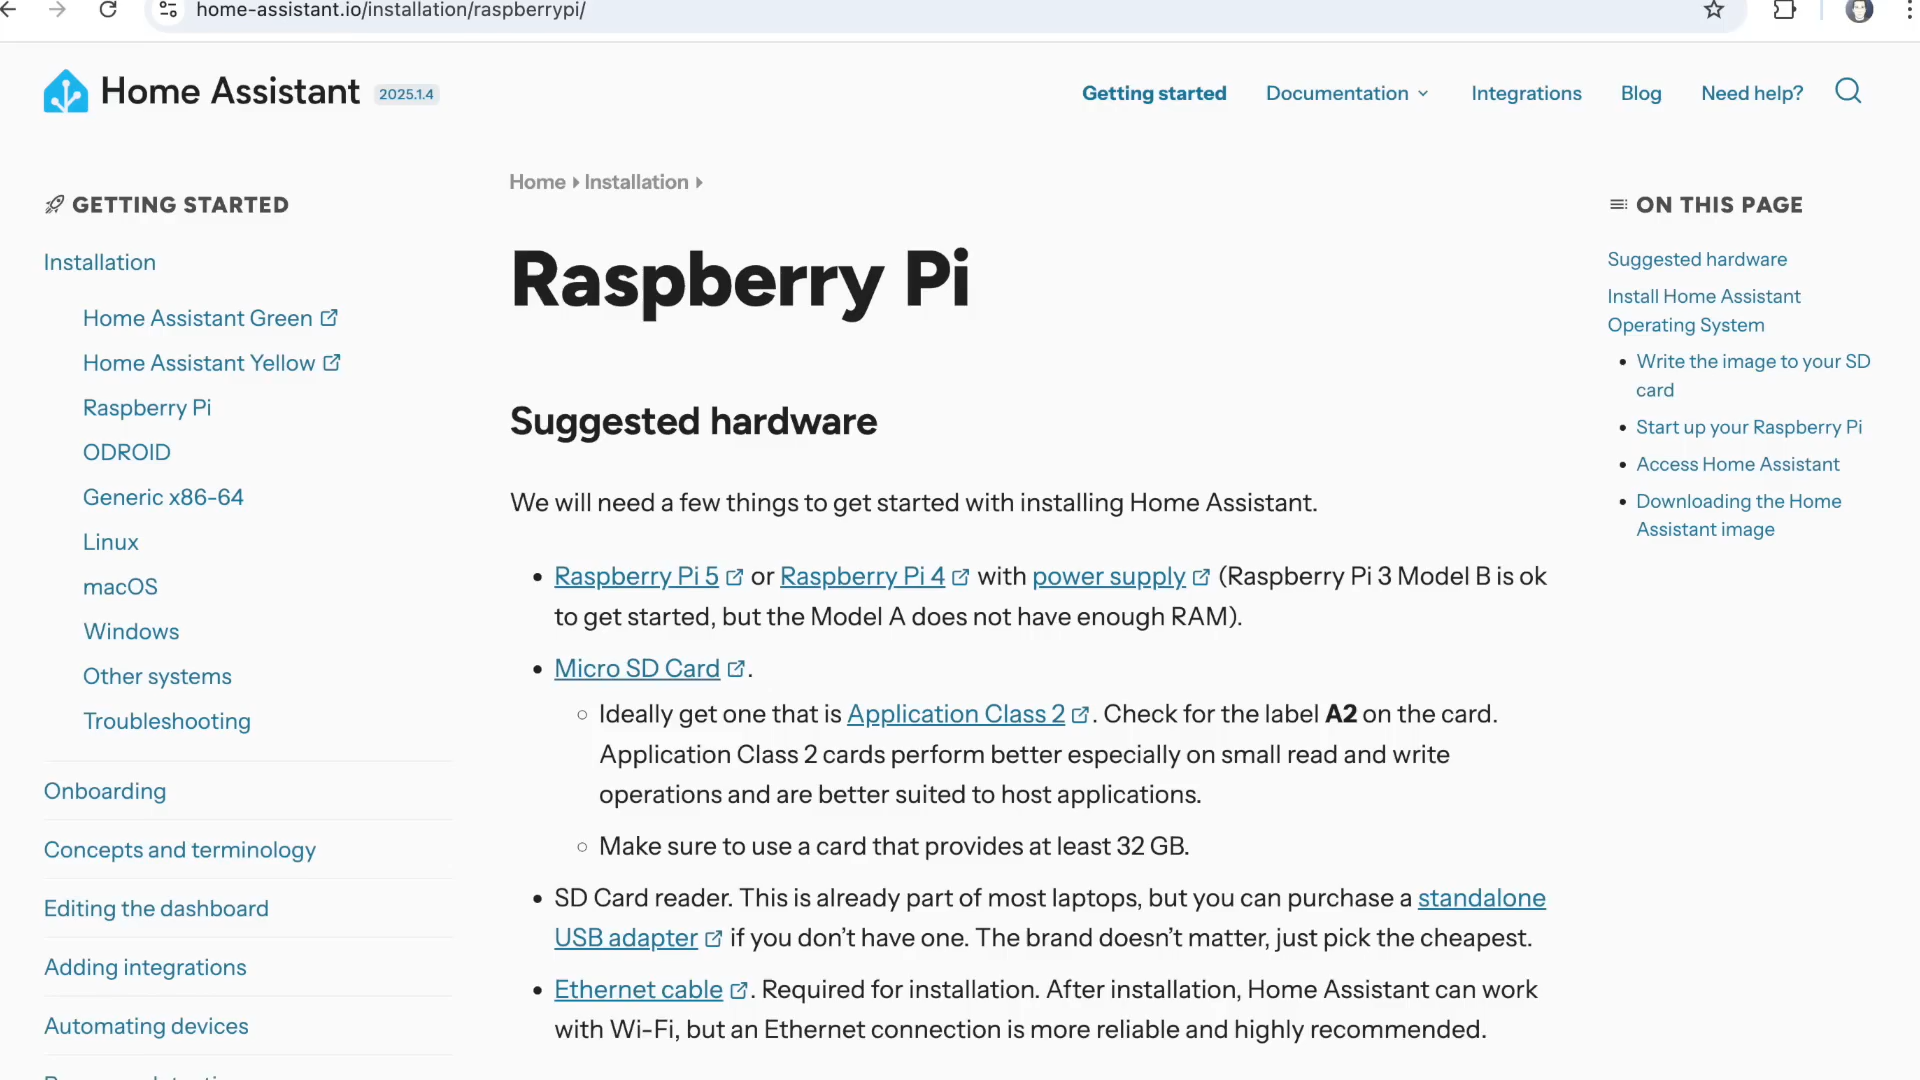 home-assistant.io/installation/raspberrypi/
Home Assistant 2025.1.4
Getting started
Documentation
Integrations
Blog
Need help?
GETTING STARTED
Installation
Home Assistant Green
Home Assistant Yellow
Raspberry Pi
ODROID
Generic x86-64
Linux
macOS
Windows
Other systems
Troubleshooting
Onboarding
Concepts and terminology
Editing the dashboard
Adding integrations
Automating devices
Home Installation
Raspberry Pi
Suggested hardware
We will need a few things to get started with installing Home Assistant.
• Raspberry Pi 5 or Raspberry Pi 4 with power supply (Raspberry Pi 3 Model B is ok
to get started, but the Model A does not have enough RAM).
• Micro SD Card .
○ Ideally get one that is Application Class 2 . Check for the label A2 on the card.
Application Class 2 cards perform better especially on small read and write
operations and are better suited to host applications.
○ Make sure to use a card that provides at least 32 GB.
• SD Card reader. This is already part of most laptops, but you can purchase a standalone
USB adapter if you don’t have one. The brand doesn’t matter, just pick the cheapest.
• Ethernet cable . Required for installation. After installation, Home Assistant can work
with Wi-Fi, but an Ethernet connection is more reliable and highly recommended.
ON THIS PAGE
Suggested hardware
Install Home Assistant
Operating System
• Write the image to your SD
card
• Start up your Raspberry Pi
• Access Home Assistant
• Downloading the Home
Assistant image